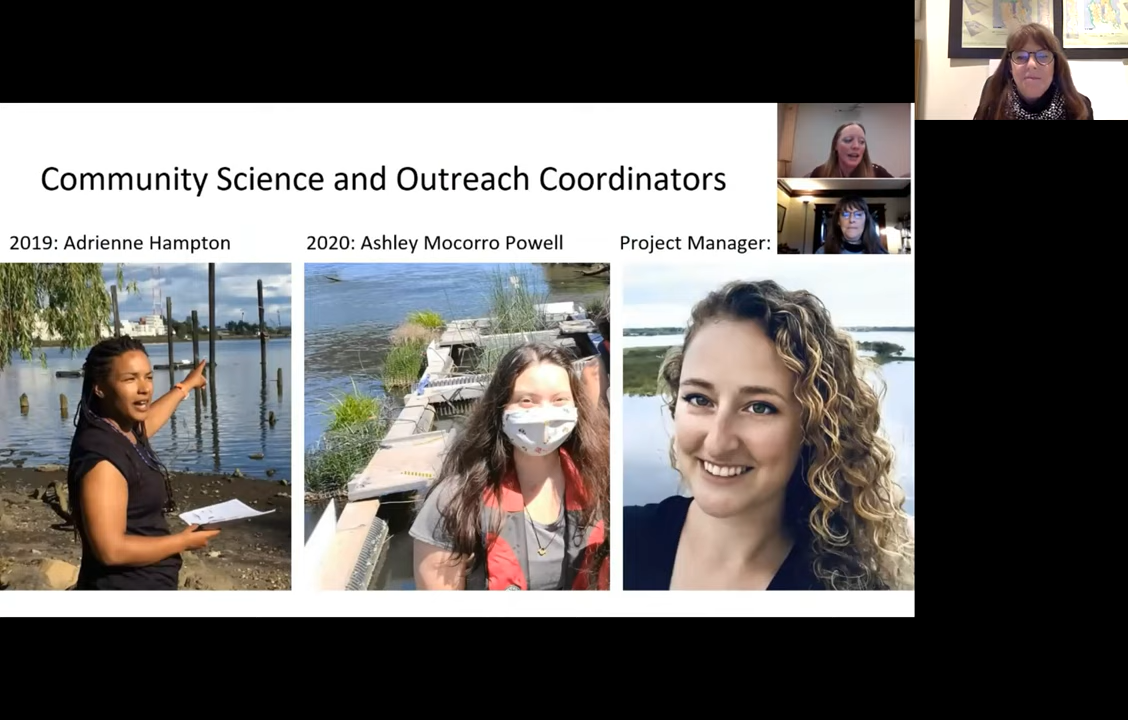 Community Science and Outreach Coordinators
2019: Adrienne Hampton
2020: Ashley Mocorro Powell
Project Manager: